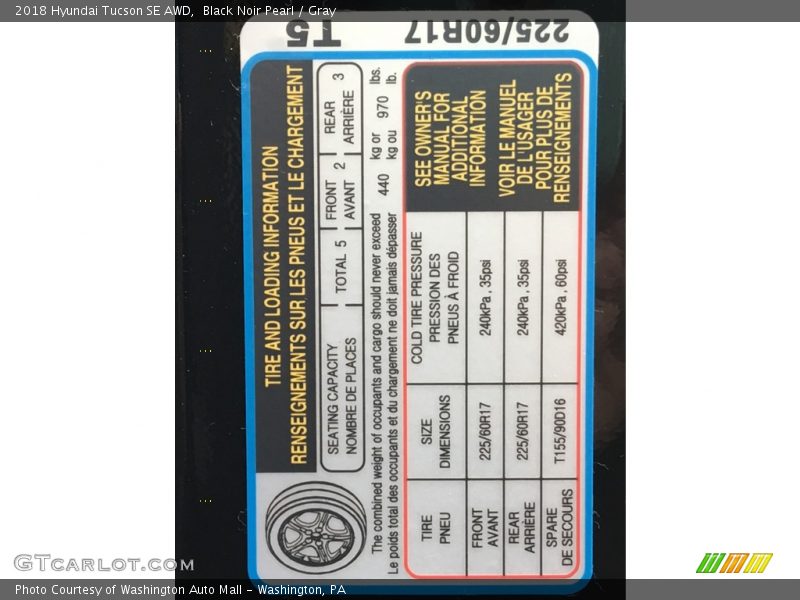 2018 Hyundai Tucson SE AWD,  Black Noir Pearl / Gray
T5
225/60R17
TIRE AND LOADING INFORMATION
RENSEIGNEMENTS SUR LES PNEUS ET LE CHARGEMENT
SEATING CAPACITY
NOMBRE DE PLACES
TOTAL 5
FRONT
AVANT
2
REAR
ARRIÈRE
3
The combined weight of occupants and cargo should never exceed
Le poids total des occupants et du chargement ne doit jamais dépasser
440
kg or
kg ou
970
lbs.
lb.
TIRE
PNEU
SIZE
DIMENSIONS
COLD TIRE PRESSURE
PRESSION DES
PNEUS À FROID
FRONT
AVANT
225/60R17
240kPa , 35psi
REAR
ARRIÈRE
225/60R17
240kPa , 35psi
SPARE
DE SECOURS
T155/90D16
420kPa , 60psi
SEE OWNER'S
MANUAL FOR
ADDITIONAL
INFORMATION
VOIR LE MANUEL
DE L'USAGER
POUR PLUS DE
RENSEIGNEMENTS
GTcarlot.com
Photo Courtesy of Washington Auto Mall – Washington, PA